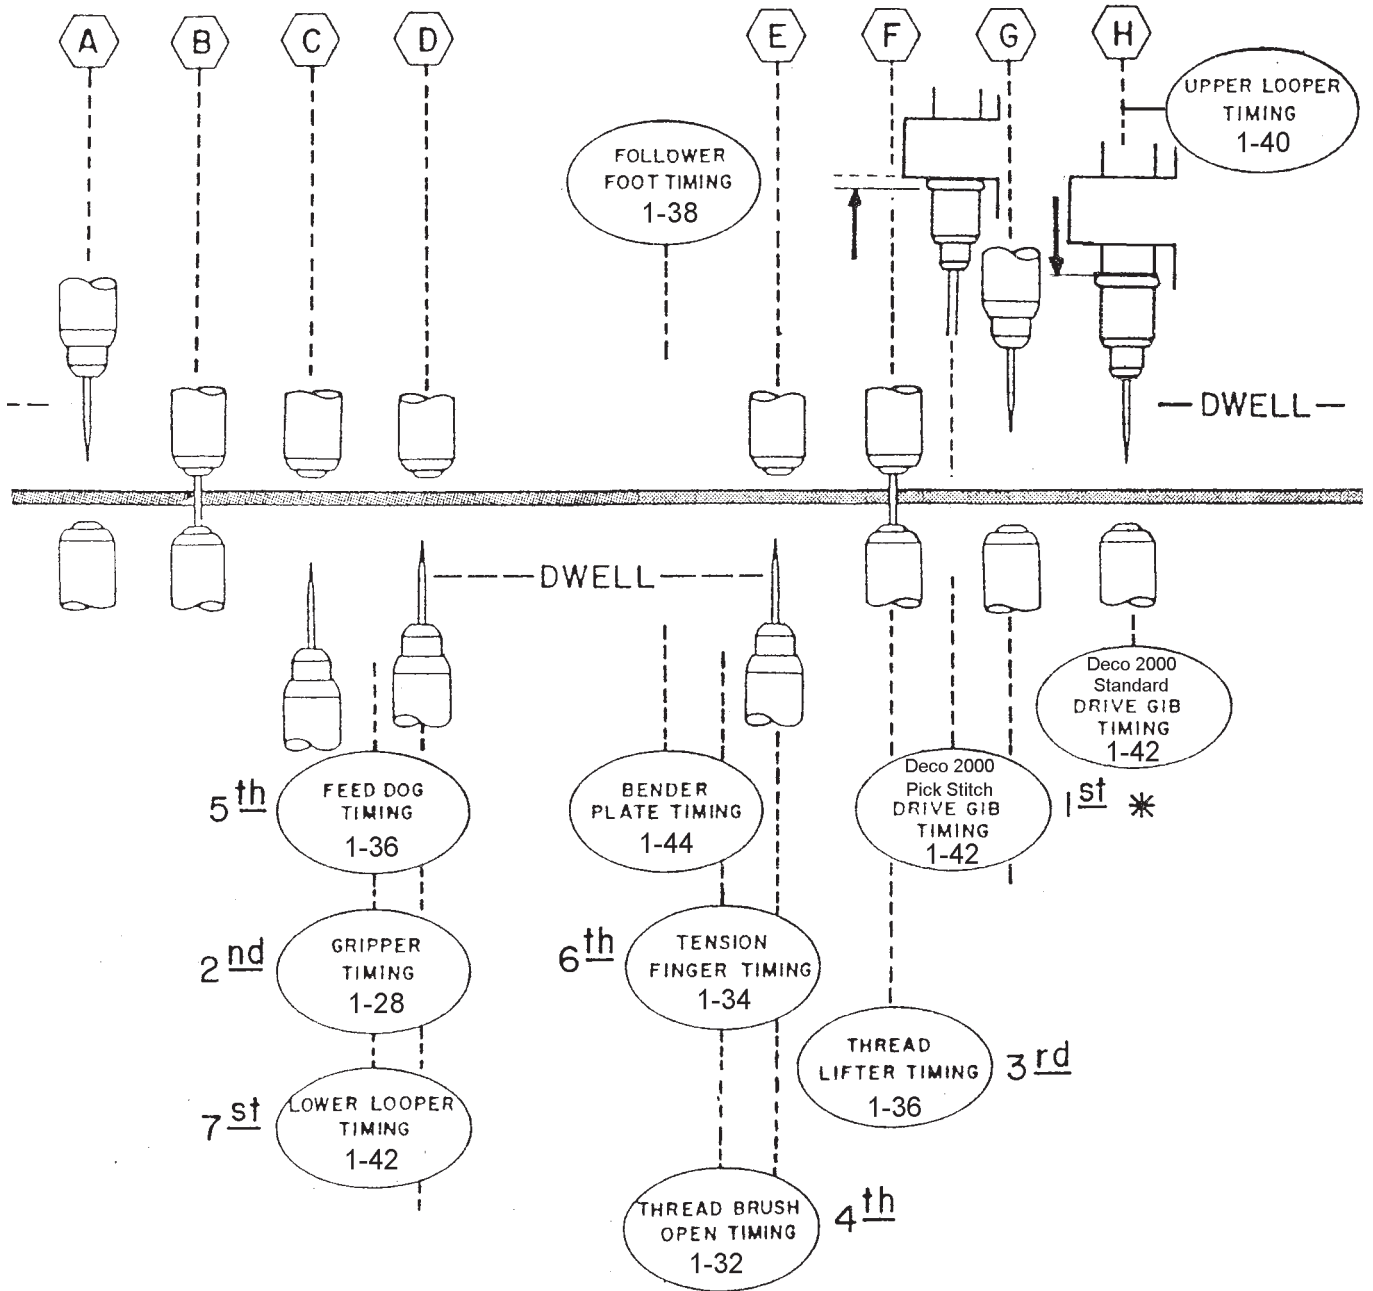 A B C D E F G H
UPPER LOOPER
TIMING
1-40
FOLLOWER
FOOT TIMING
1-38
DWELL
DWELL
Deco 2000
Standard
DRIVE GIB
TIMING
1-42
5th
FEED DOG
TIMING
1-36
BENDER
PLATE TIMING
1-44
Deco 2000
Pick Stitch
DRIVE GIB
TIMING
1-42
1st *
2nd
GRIPPER
TIMING
1-28
6th
TENSION
FINGER TIMING
1-34
THREAD
LIFTER TIMING
1-36
3rd
7st
LOWER LOOPER
TIMING
1-42
THREAD BRUSH
OPEN TIMING
1-32
4th